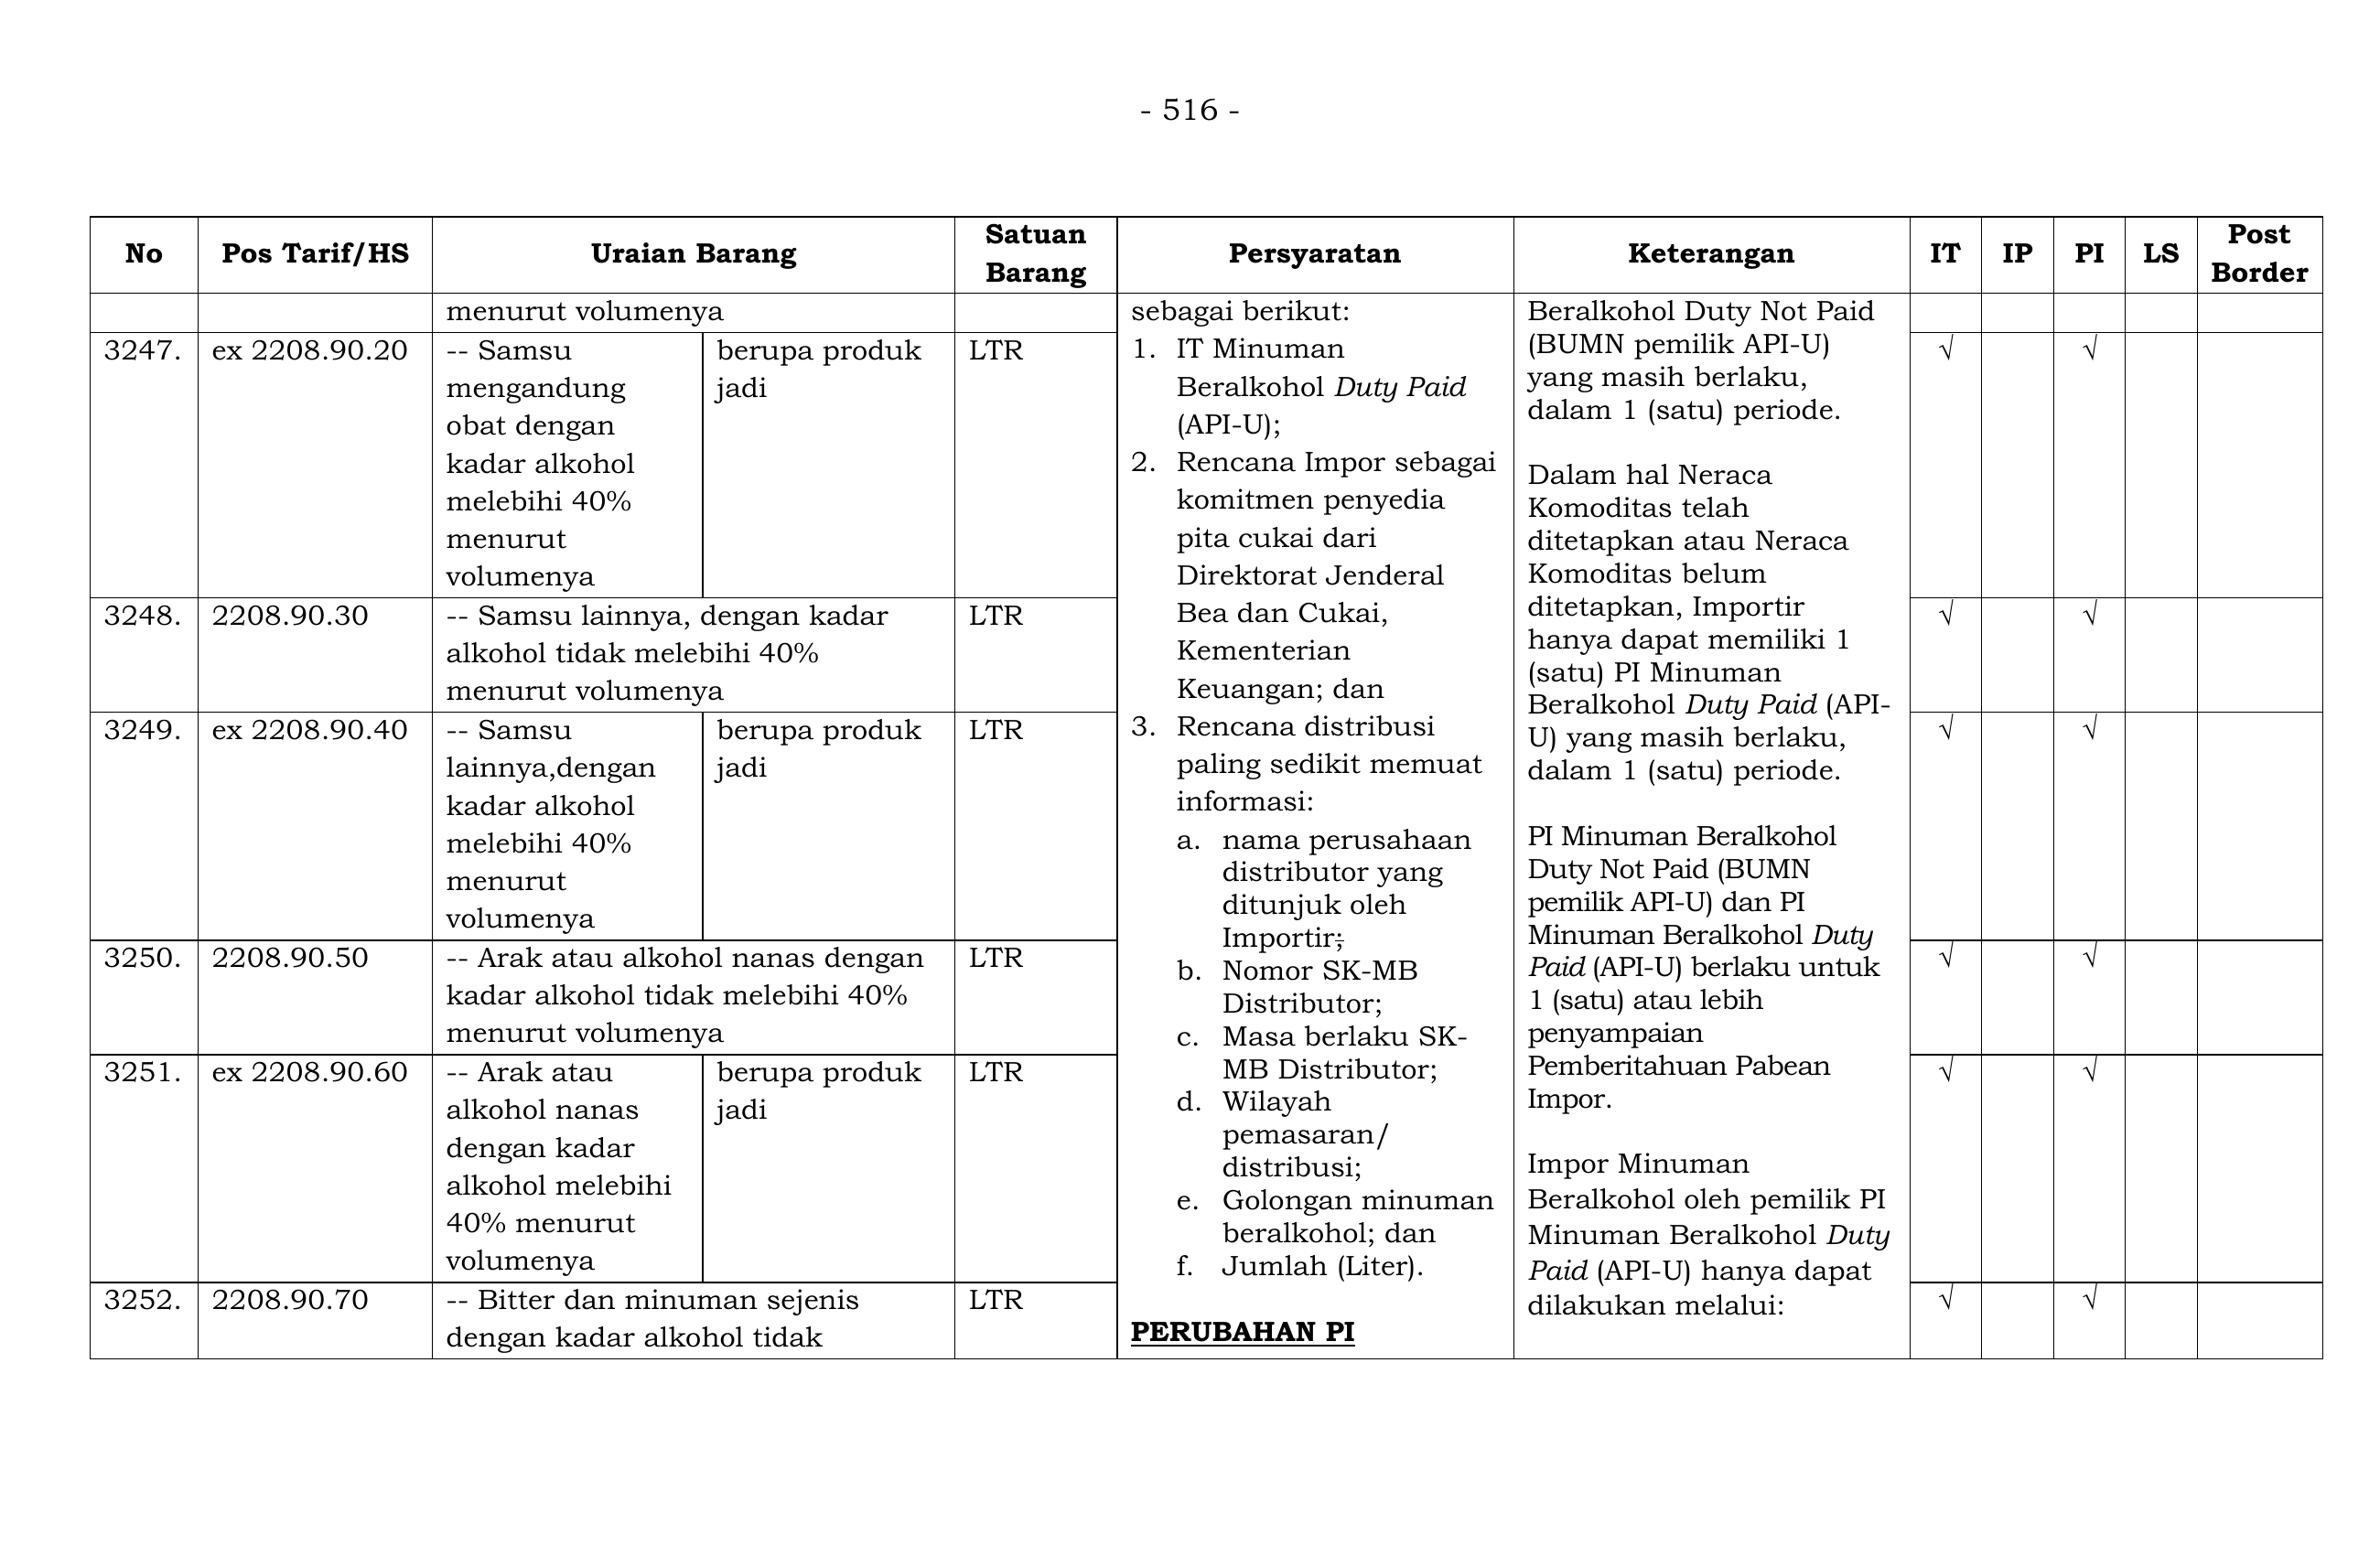 - 516 -
No
Pos Tarif/HS
Uraian Barang
Satuan
Barang
Persyaratan
Keterangan
IT
IP
PI
LS
Post
Border
menurut volumenya
3247.
ex 2208.90.20
-- Samsu
mengandung
obat dengan
kadar alkohol
melebihi 40%
menurut
volumenya
berupa produk
jadi
LTR
√
√
3248.
2208.90.30
-- Samsu lainnya, dengan kadar
alkohol tidak melebihi 40%
menurut volumenya
LTR
√
√
3249.
ex 2208.90.40
-- Samsu
lainnya,dengan
kadar alkohol
melebihi 40%
menurut
volumenya
berupa produk
jadi
LTR
√
√
3250.
2208.90.50
-- Arak atau alkohol nanas dengan
kadar alkohol tidak melebihi 40%
menurut volumenya
LTR
√
√
3251.
ex 2208.90.60
-- Arak atau
alkohol nanas
dengan kadar
alkohol melebihi
40% menurut
volumenya
berupa produk
jadi
LTR
√
√
3252.
2208.90.70
-- Bitter dan minuman sejenis
dengan kadar alkohol tidak
LTR
√
√
sebagai berikut:
1. IT Minuman
Beralkohol Duty Paid
(API-U);
2. Rencana Impor sebagai
komitmen penyedia
pita cukai dari
Direktorat Jenderal
Bea dan Cukai,
Kementerian
Keuangan; dan
3. Rencana distribusi
paling sedikit memuat
informasi:
a. nama perusahaan
distributor yang
ditunjuk oleh
Importir;
b. Nomor SK-MB
Distributor;
c. Masa berlaku SK-
MB Distributor;
d. Wilayah
pemasaran/
distribusi;
e. Golongan minuman
beralkohol; dan
f. Jumlah (Liter).
PERUBAHAN PI
Beralkohol Duty Not Paid
(BUMN pemilik API-U)
yang masih berlaku,
dalam 1 (satu) periode.
Dalam hal Neraca
Komoditas telah
ditetapkan atau Neraca
Komoditas belum
ditetapkan, Importir
hanya dapat memiliki 1
(satu) PI Minuman
Beralkohol Duty Paid (API-
U) yang masih berlaku,
dalam 1 (satu) periode.
PI Minuman Beralkohol
Duty Not Paid (BUMN
pemilik API-U) dan PI
Minuman Beralkohol Duty
Paid (API-U) berlaku untuk
1 (satu) atau lebih
penyampaian
Pemberitahuan Pabean
Impor.
Impor Minuman
Beralkohol oleh pemilik PI
Minuman Beralkohol Duty
Paid (API-U) hanya dapat
dilakukan melalui: